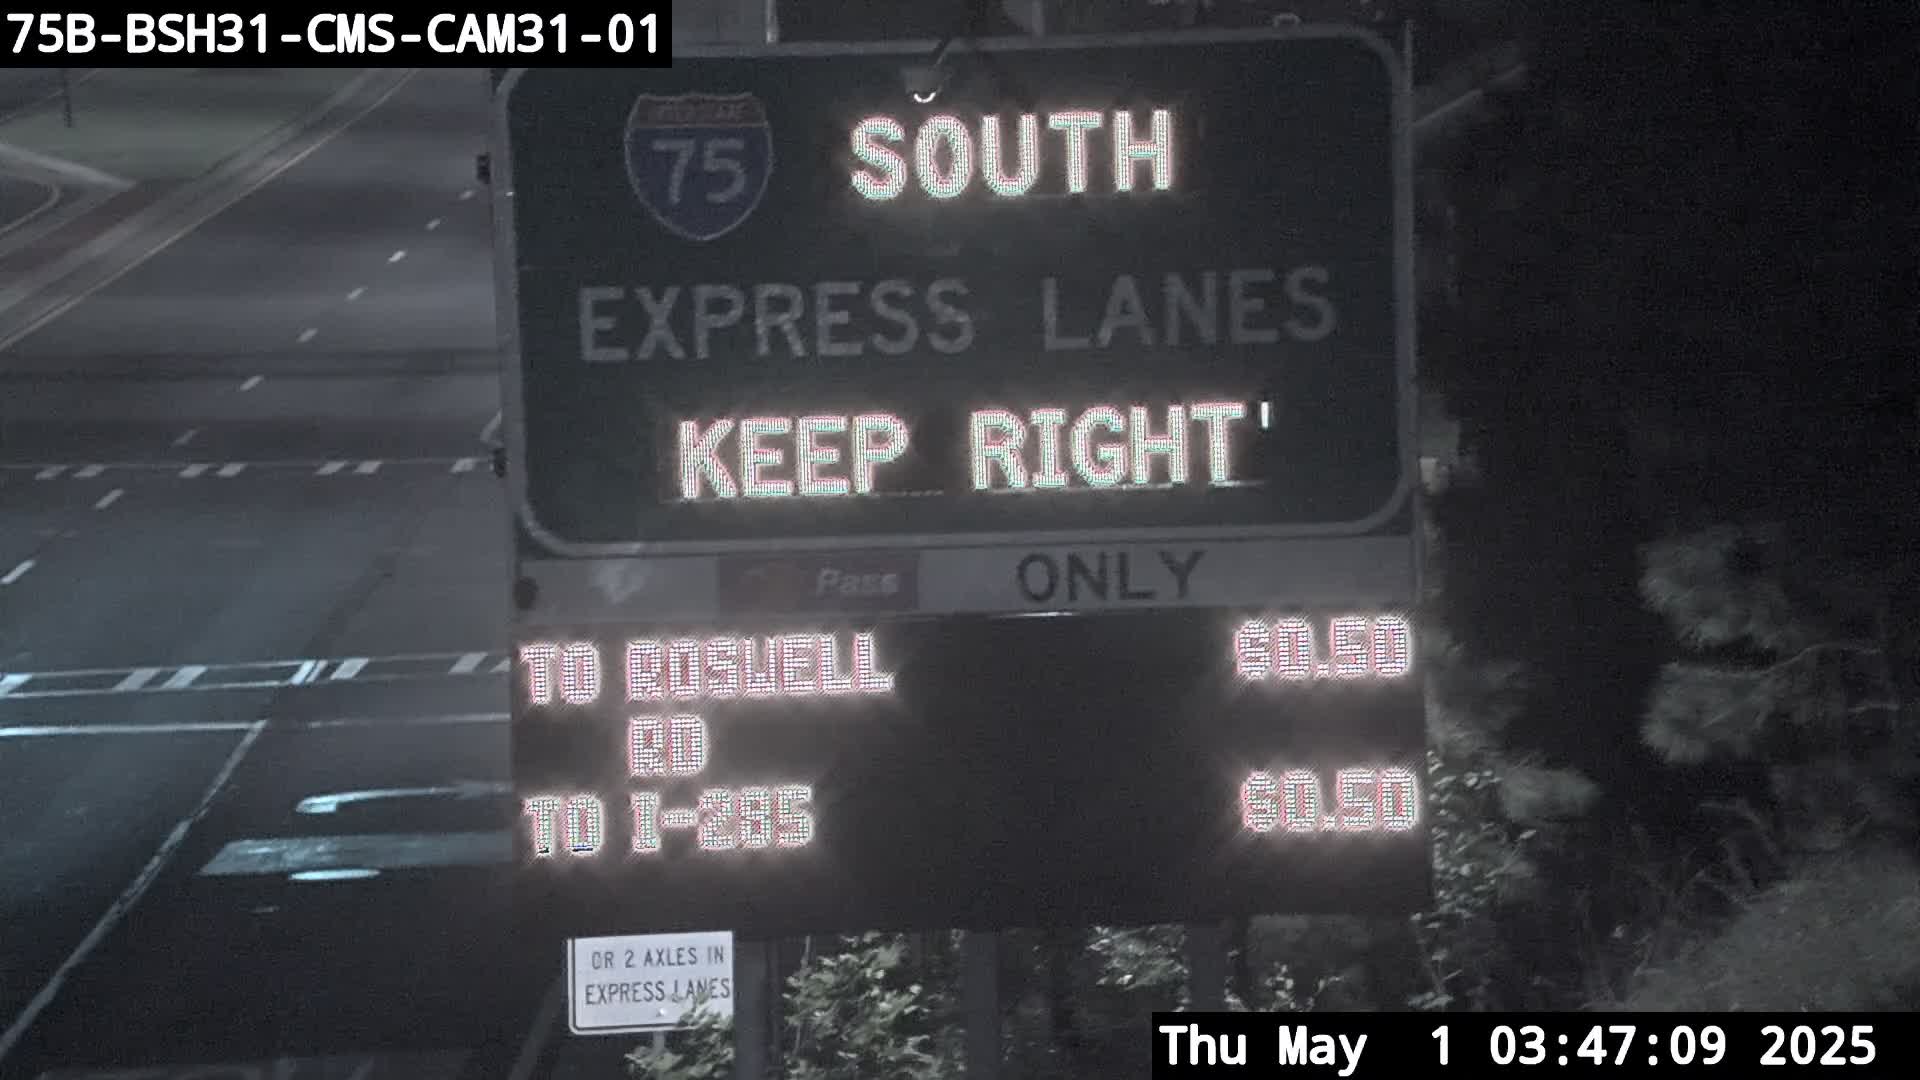 75B-BSH31-CMS-CAM31-01
75 SOUTH
EXPRESS LANES
KEEP RIGHT
Pass ONLY
TO ROSWELL $0.50
RD
TO I-285 $0.50
OR 2 AXLES IN
EXPRESS LANES
Thu May 1 03:47:09 2025